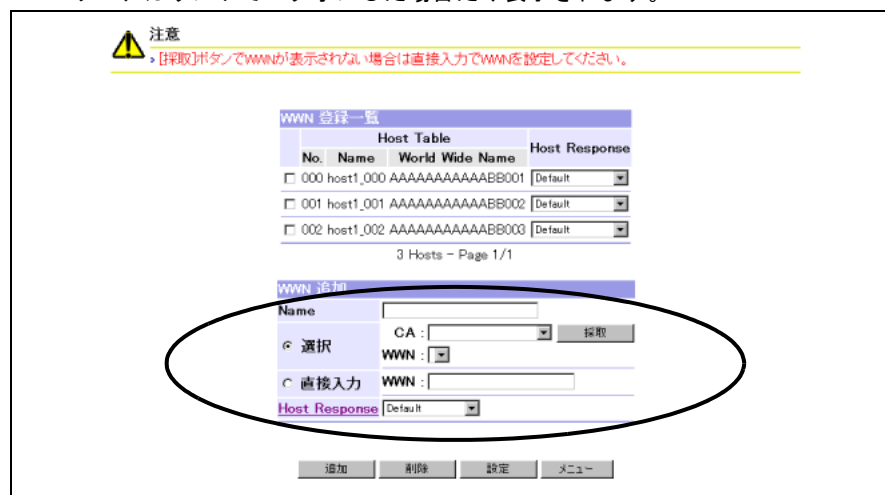 注意
[採取]ボタンでWWNが表示されない場合は直接入力でWWNを設定してください。
WWN 登録一覧
Host Table
Host Response
No. Name World Wide Name
000 host1_000 AAAAAAAAAAAABB001 Default
001 host1_001 AAAAAAAAAAAABB002 Default
002 host1_002 AAAAAAAAAAAABB003 Default
3 Hosts - Page 1/1
WWN 追加
Name
選択 CA : 採取
WWN :
直接入力 WWN :
Host Response Default
追加 削除 設定 メニュー